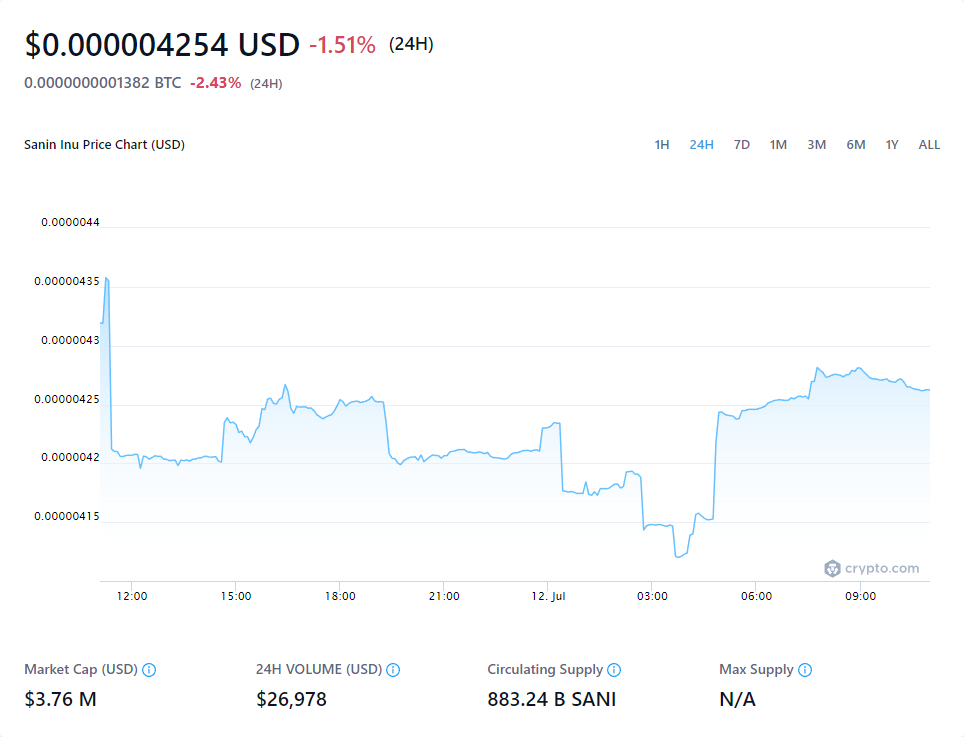 $0.000004254 USD -1.51% (24H)
0.0000000001382 BTC -2.43% (24H)
Sanin Inu Price Chart (USD) 1H 24H 7D 1M 3M 6M 1Y ALL
0.0000044
0.00000435
0.0000043
0.00000425
0.0000042
0.00000415
crypto.com
12:00 15:00 18:00 21:00 12. Jul 03:00 06:00 09:00
Market Cap (USD) 24H VOLUME (USD) Circulating Supply Max Supply
$3.76 M $26,978 883.24 B SANI N/A